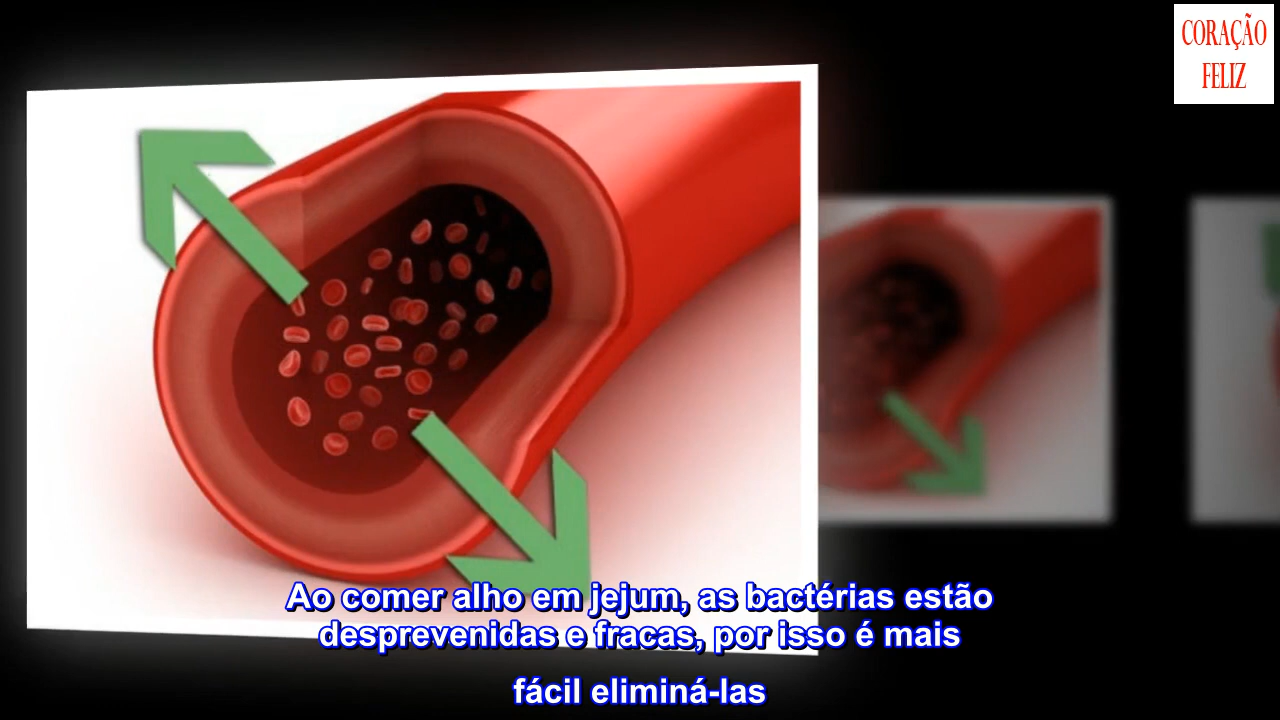 CORAÇÃO
FELIZ
Ao comer alho em jejum, as bactérias estão
desprevenidas e fracas, por isso é mais
fácil eliminá-las